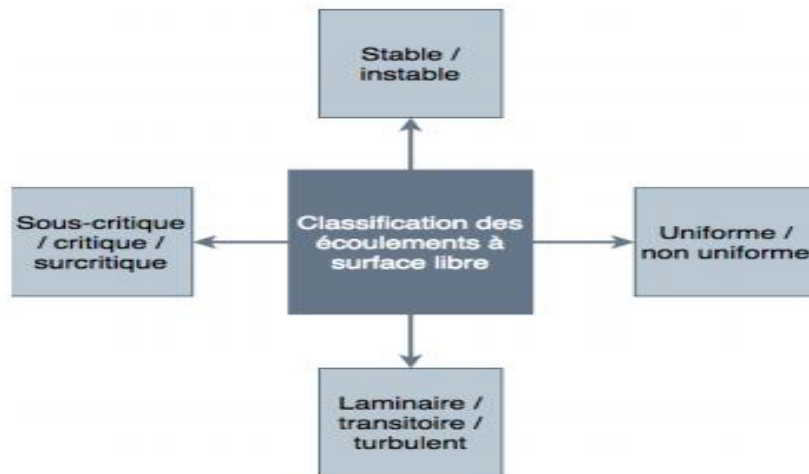 Stable /
instable
Sous-critique
/ critique /
surcritique
Classification des
écoulements à
surface libre
Uniforme /
non uniforme
Laminaire /
transitoire /
turbulent